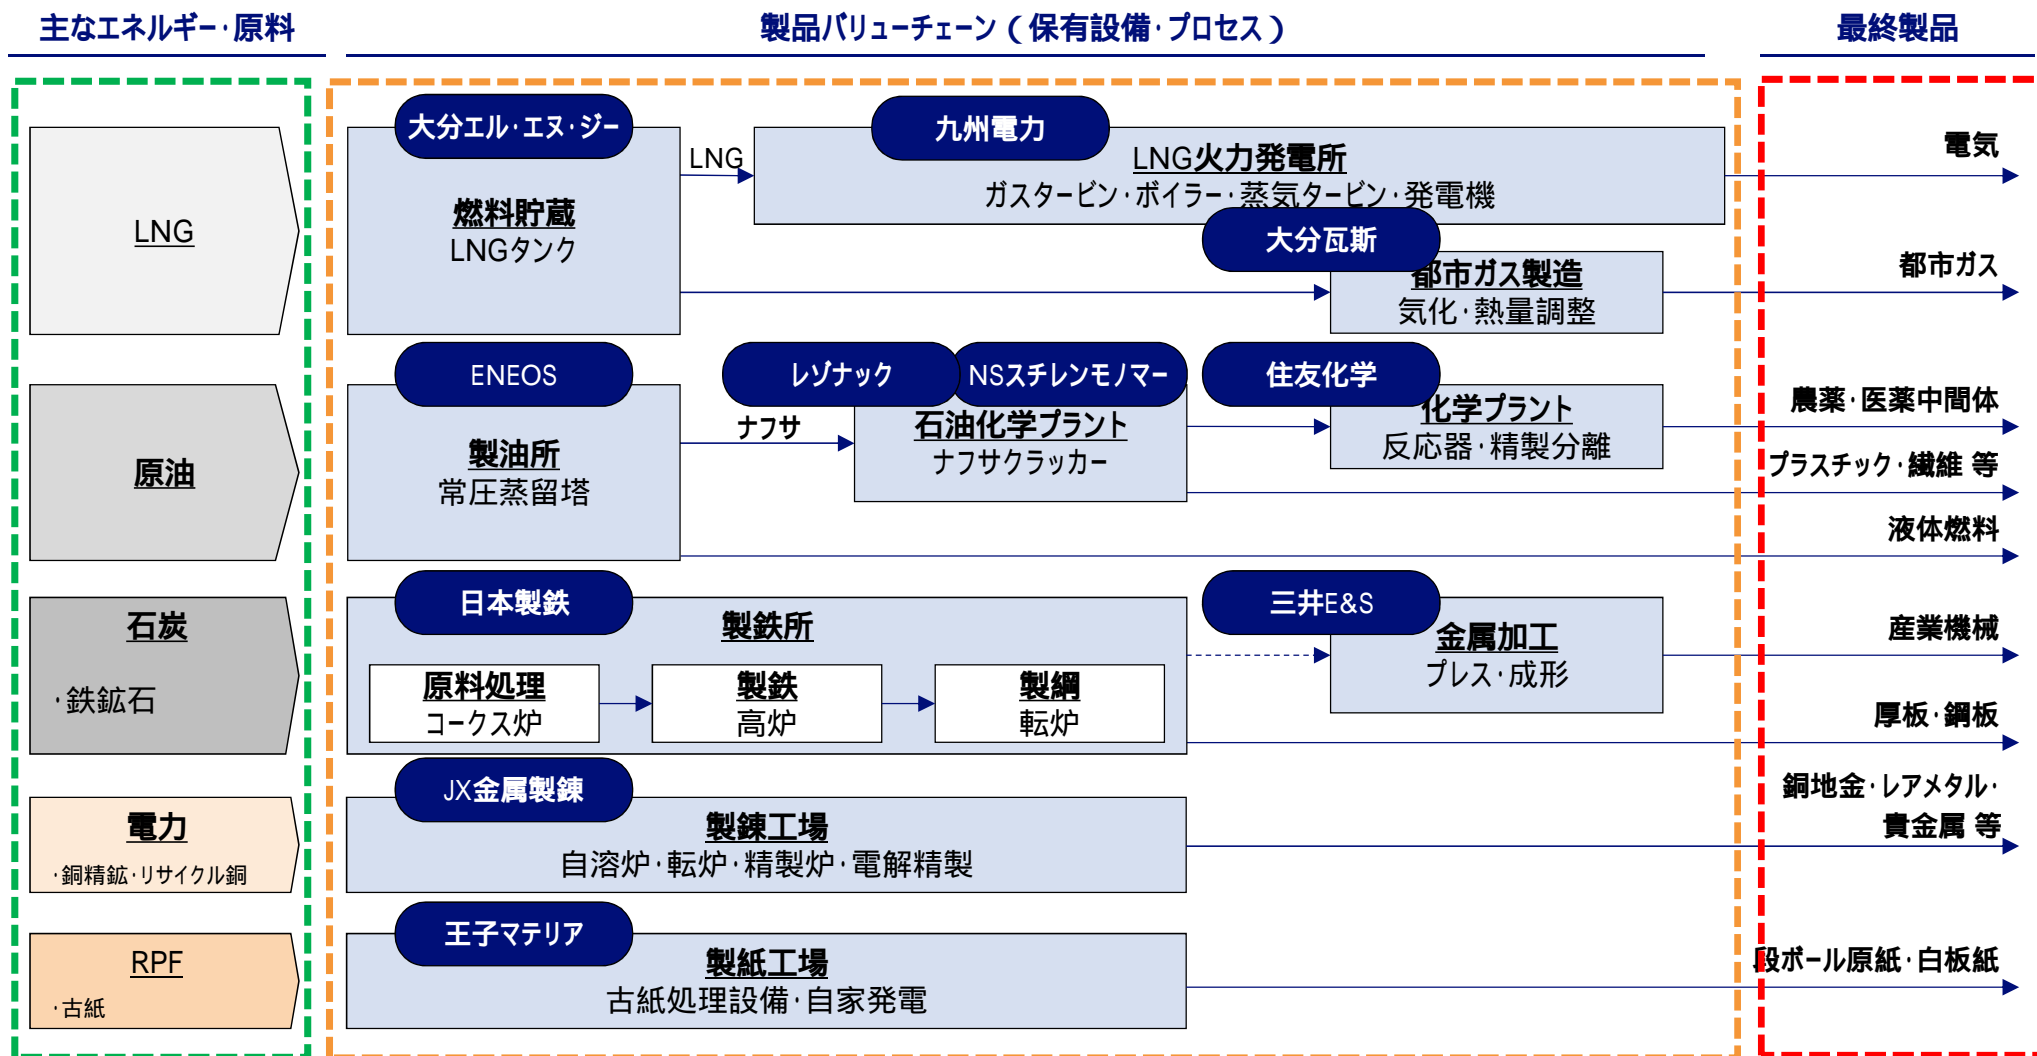 主なエネルギー･原料
製品バリューチェーン（保有設備･プロセス）
最終製品
LNG
大分エル･エヌ･ジー
燃料貯蔵
LNGタンク
LNG
九州電力
LNG火力発電所
ガスタービン･ボイラー･蒸気タービン･発電機
電気
大分瓦斯
都市ガス製造
気化･熱量調整
都市ガス
原油
ENEOS
製油所
常圧蒸留塔
ナフサ
レゾナック
NSスチレンモノマー
石油化学プラント
ナフサクラッカー
住友化学
化学プラント
反応器･精製分離
農薬･医薬中間体
プラスチック･繊維 等
液体燃料
石炭
･鉄鉱石
日本製鉄
製鉄所
原料処理
コークス炉
製鉄
高炉
製綱
転炉
三井E&S
金属加工
プレス･成形
産業機械
厚板･鋼板
電力
･銅精鉱･リサイクル銅
JX金属製錬
製錬工場
自溶炉･転炉･精製炉･電解精製
銅地金･レアメタル･
貴金属 等
RPF
･古紙
王子マテリア
製紙工場
古紙処理設備･自家発電
段ボール原紙･白板紙